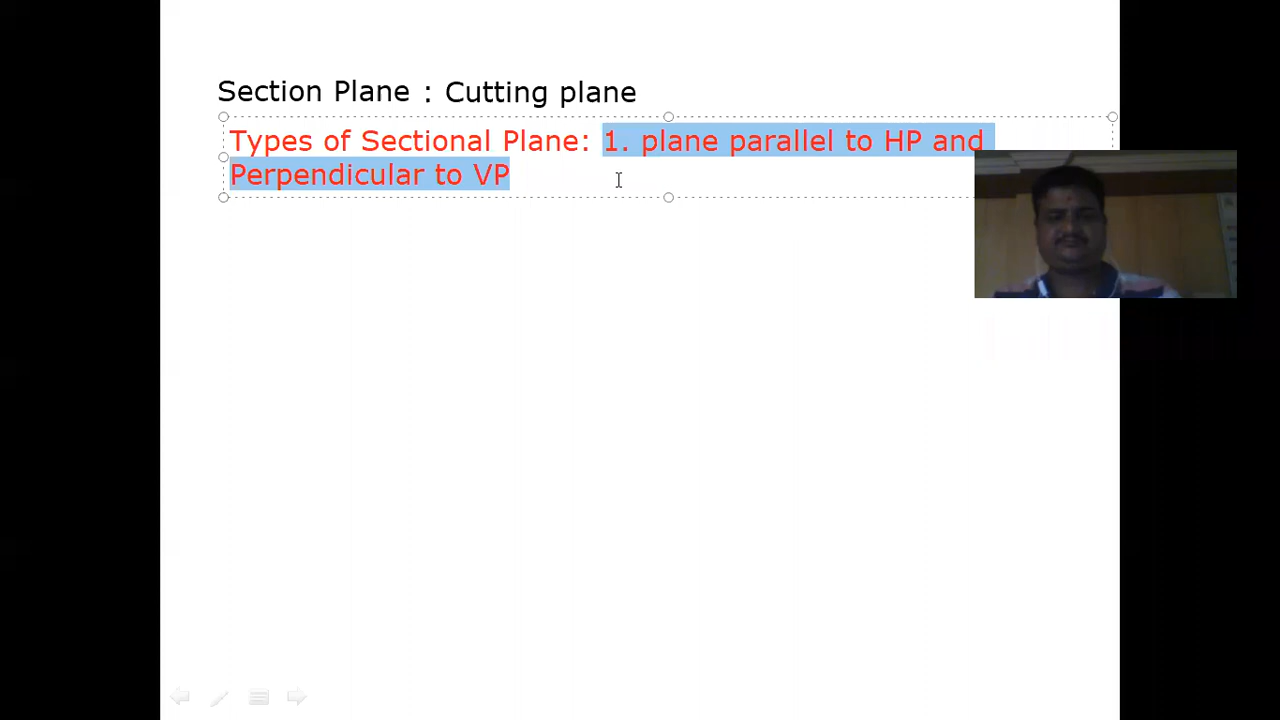 Section Plane : Cutting plane
Types of Sectional Plane: 1. plane parallel to HP and
Perpendicular to VP